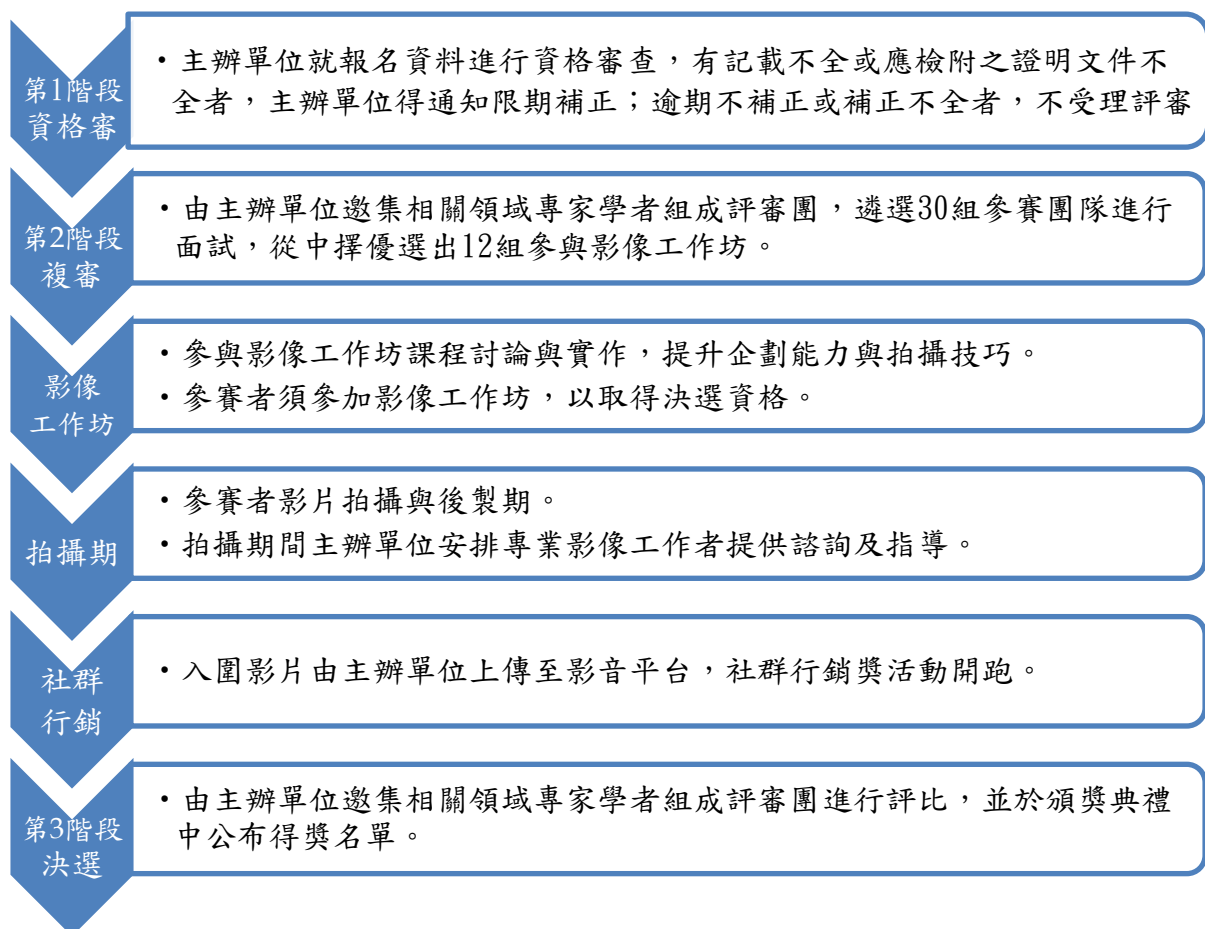 第1階段
資格審
・主辦單位就報名資料進行資格審查，有記載不全或應檢附之證明文件不
全者，主辦單位得通知限期補正；逾期不補正或補正不全者，不受理評審
第2階段
複審
・由主辦單位邀集相關領域專家學者組成評審團，遴選30組參賽團隊進行
面試，從中擇優選出12組參與影像工作坊。
影像
工作坊
・參與影像工作坊課程討論與實作，提升企劃能力與拍攝技巧。
・參賽者須參加影像工作坊，以取得決選資格。
拍攝期
・參賽者影片拍攝與後製期。
・拍攝期間主辦單位安排專業影像工作者提供諮詢及指導。
社群
行銷
・入圍影片由主辦單位上傳至影音平台，社群行銷獎活動開跑。
第3階段
決選
・由主辦單位邀集相關領域專家學者組成評審團進行評比，並於頒獎典禮
中公布得獎名單。